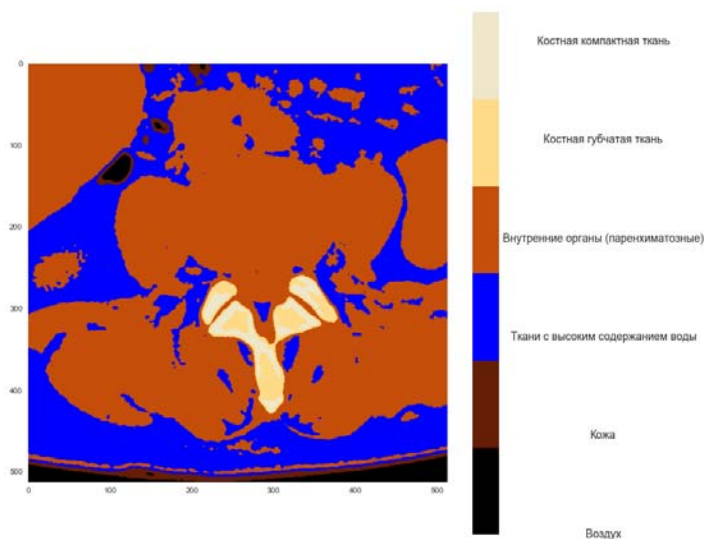 Костная компактная ткань
Костная губчатая ткань
Внутренние органы (паренхиматозные)
Ткани с высоким содержанием воды
Кожа
Воздух
0
100
200
300
400
500
0
100
200
300
400
500